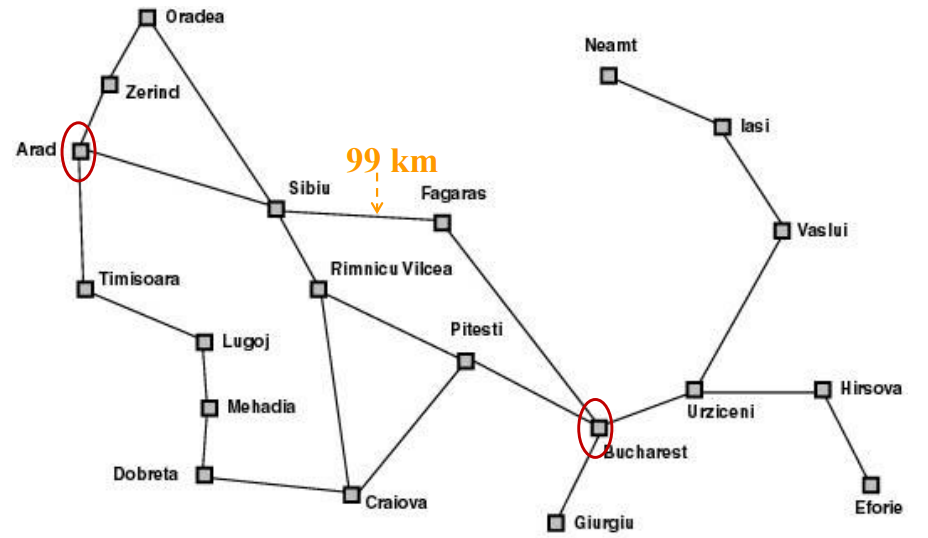 Oradea
Neamt
Zerind
Iasi
Arad
99 km
Sibiu
Fagaras
Vaslui
Rimnicu Vilcea
Timisoara
Pitesti
Lugoj
Hirsova
Mehadia
Urziceni
Bucharest
Dobreta
Craiova
Eforie
Giurgiu